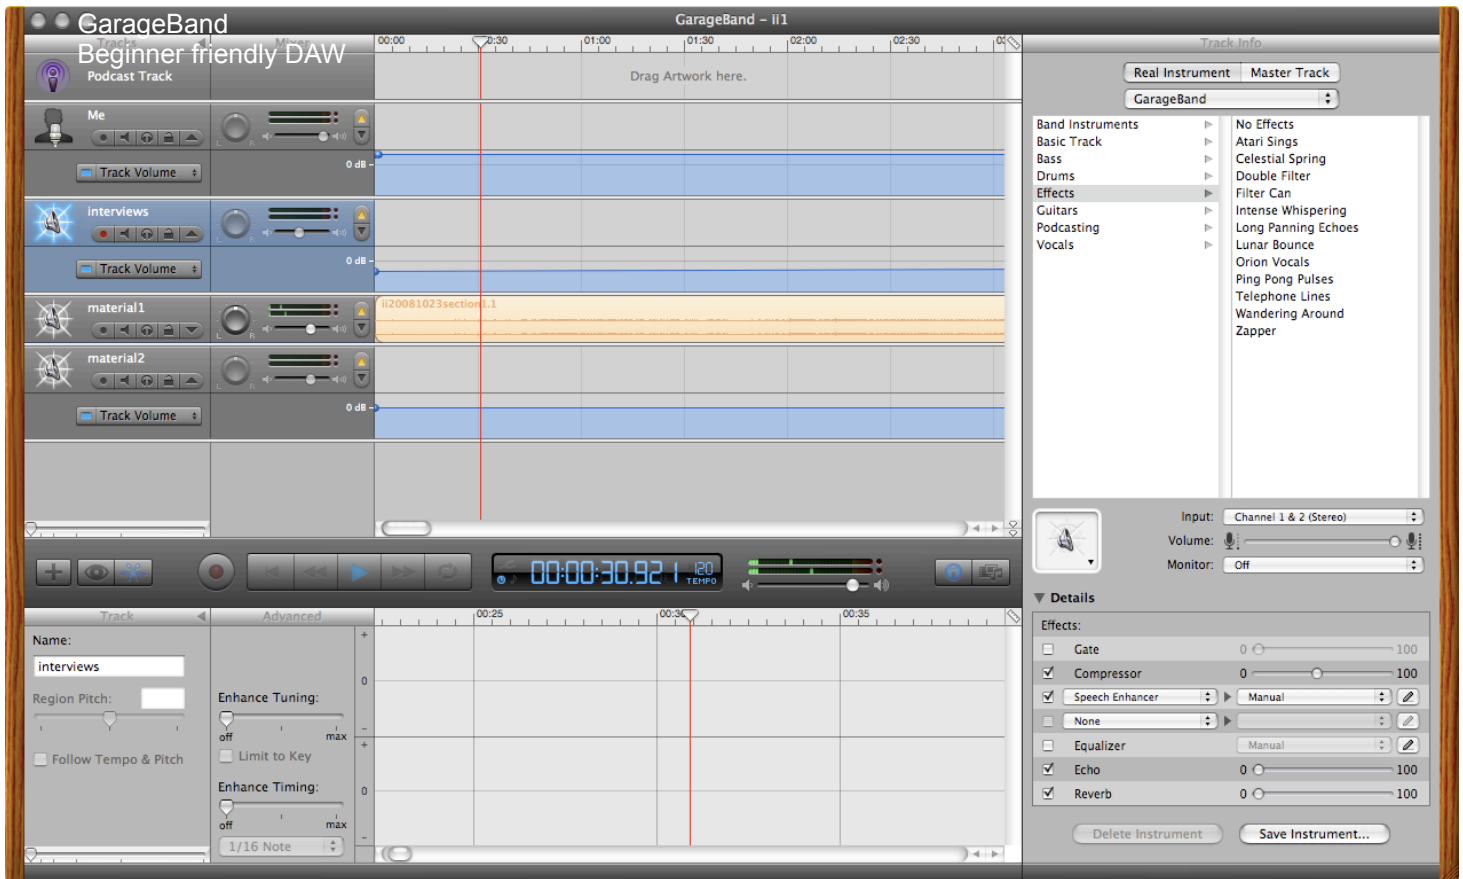 GarageBand
Beginner friendly DAW
GarageBand – ii1
Tracks
Mixer
00:00
0:30
01:00
01:30
02:00
02:30
Podcast Track
Drag Artwork here.
Me
Track Volume
0 dB
interviews
Track Volume
0 dB
material1
ii20081023section1.1
material2
Track Volume
0 dB
L R
00:00:30.921
120
TEMPO
Track
Advanced
00:25
00:30
00:35
Name:
interviews
Region Pitch:
Follow Tempo & Pitch
Enhance Tuning:
off max
Limit to Key
Enhance Timing:
off max
1/16 Note
+
0
-
+
0
-
Track Info
Real Instrument Master Track
GarageBand
Band Instruments
Basic Track
Bass
Drums
Effects
Guitars
Podcasting
Vocals
No Effects
Atari Sings
Celestial Spring
Double Filter
Filter Can
Intense Whispering
Long Panning Echoes
Lunar Bounce
Orion Vocals
Ping Pong Pulses
Telephone Lines
Wandering Around
Zapper
Input: Channel 1 & 2 (Stereo)
Volume:
Monitor: Off
Details
Effects:
Gate 0 100
Compressor 0 100
Speech Enhancer Manual
None
Equalizer Manual
Echo 0 100
Reverb 0 100
Delete Instrument Save Instrument...